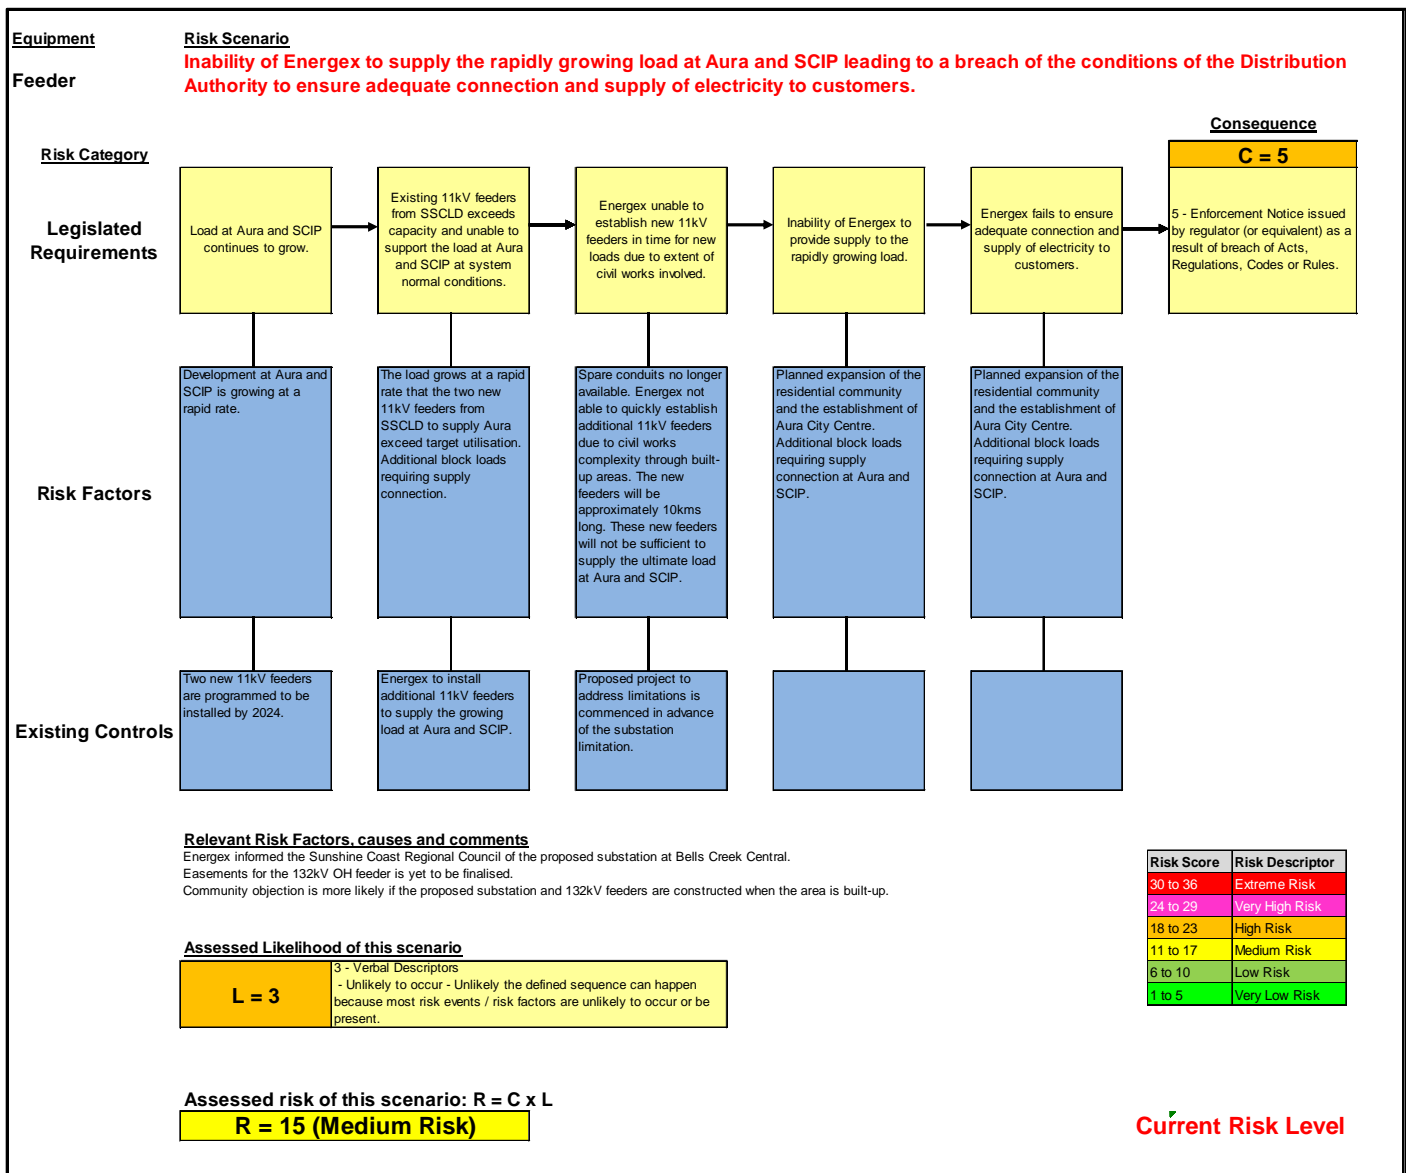 Equipment
Risk Scenario
Feeder
Inability of Energex to supply the rapidly growing load at Aura and SCIP leading to a breach of the conditions of the Distribution
Authority to ensure adequate connection and supply of electricity to customers.
Consequence
Risk Category
C = 5
Legislated
Requirements
Load at Aura and SCIP
continues to grow.
Existing 11kV feeders
from SSCLD exceeds
capacity and unable to
support the load at Aura
and SCIP at system
normal conditions.
Energex unable to
establish new 11kV
feeders in time for new
loads due to extent of
civil works involved.
Inability of Energex to
provide supply to the
rapidly growing load.
Energex fails to ensure
adequate connection and
supply of electricity to
customers.
5 - Enforcement Notice issued
by regulator (or equivalent) as a
result of breach of Acts,
Regulations, Codes or Rules.
Risk Factors
Development at Aura and
SCIP is growing at a
rapid rate.
The load grows at a rapid
rate that the two new
11kV feeders from
SSCLD to supply Aura
exceed target utilisation.
Additional block loads
requiring supply
connection.
Spare conduits no longer
available. Energex not
able to quickly establish
additional 11kV feeders
due to civil works
complexity through built-
up areas. The new
feeders will be
approximately 10kms
long. These new feeders
will not be sufficient to
supply the ultimate load
at Aura and SCIP.
Planned expansion of the
residential community
and the establishment of
Aura City Centre.
Additional block loads
requiring supply
connection at Aura and
SCIP.
Planned expansion of the
residential community
and the establishment of
Aura City Centre.
Additional block loads
requiring supply
connection at Aura and
SCIP.
Existing Controls
Two new 11kV feeders
are programmed to be
installed by 2024.
Energex to install
additional 11kV feeders
to supply the growing
load at Aura and SCIP.
Proposed project to
address limitations is
commenced in advance
of the substation
limitation.
Relevant Risk Factors, causes and comments
Energex informed the Sunshine Coast Regional Council of the proposed substation at Bells Creek Central.
Easements for the 132kV OH feeder is yet to be finalised.
Community objection is more likely if the proposed substation and 132kV feeders are constructed when the area is built-up.
Risk Score Risk Descriptor
30 to 36 Extreme Risk
24 to 29 Very High Risk
18 to 23 High Risk
11 to 17 Medium Risk
6 to 10 Low Risk
1 to 5 Very Low Risk
Assessed Likelihood of this scenario
L = 3
3 - Verbal Descriptors
- Unlikely to occur - Unlikely the defined sequence can happen
because most risk events / risk factors are unlikely to occur or be
present.
Assessed risk of this scenario: R = C x L
R = 15 (Medium Risk)
Current Risk Level